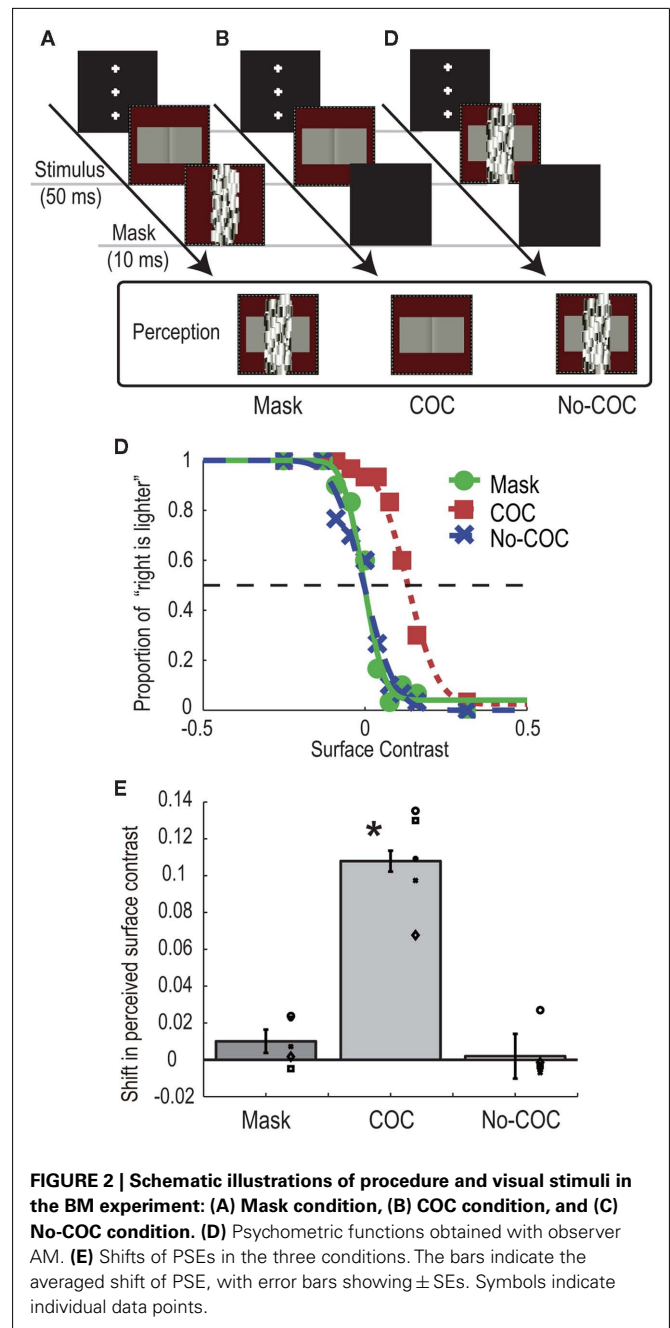 A B D
Stimulus
(50 ms)
Mask
(10 ms)
Perception
Mask COC No-COC
D
Proportion of “right is lighter”
1
0.8
0.6
0.4
0.2
0
-0.5 0 0.5
Surface Contrast
Mask
COC
No-COC
E
Shift in perceived surface contrast
0.14
0.12
0.1
0.08
0.06
0.04
0.02
0
-0.02
*
Mask COC No-COC
FIGURE 2 | Schematic illustrations of procedure and visual stimuli in
the BM experiment: (A) Mask condition, (B) COC condition, and (C)
No-COC condition. (D) Psychometric functions obtained with observer
AM. (E) Shifts of PSEs in the three conditions. The bars indicate the
averaged shift of PSE, with error bars showing ± SEs. Symbols indicate
individual data points.